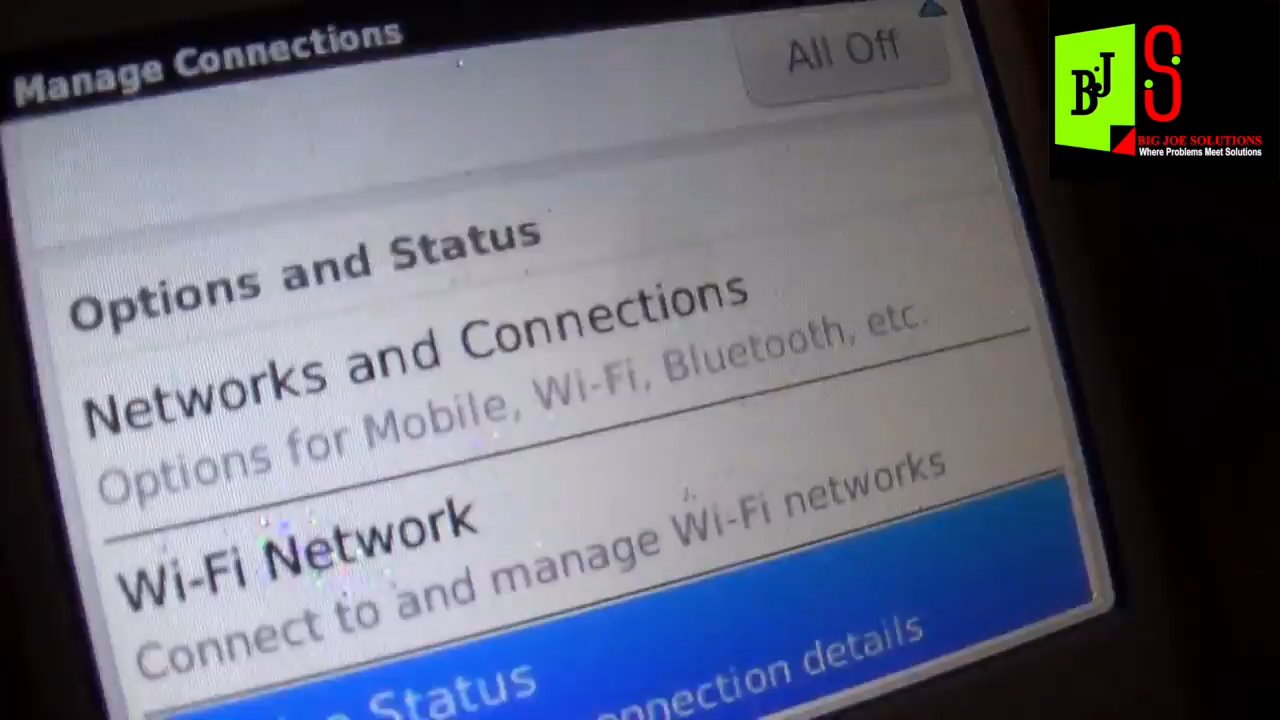 Manage Connections
All Off
Options and Status
Networks and Connections
Options for Mobile, Wi-Fi, Bluetooth, etc.
Wi-Fi Network
Connect to and manage Wi-Fi networks
Status
connection details
BJS
BIG JOE SOLUTIONS
Where Problems Meet Solutions